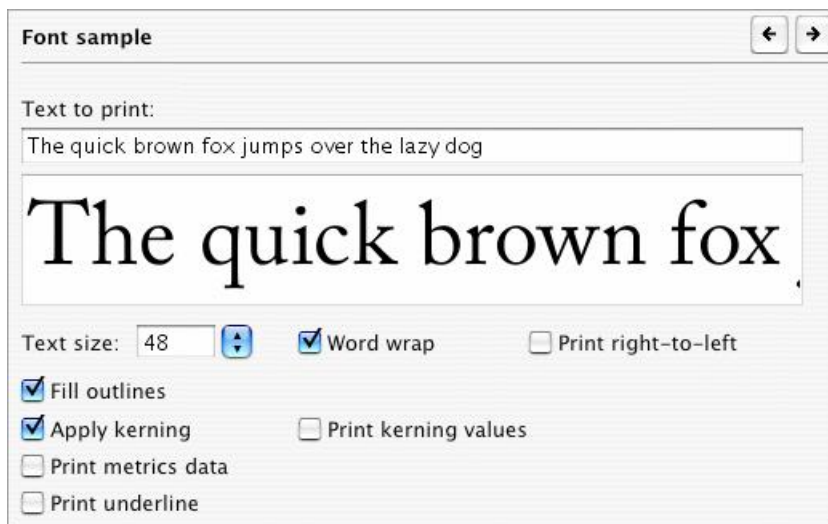 Font sample
Text to print:
The quick brown fox jumps over the lazy dog
The quick brown fox
Text size: 48 Word wrap Print right-to-left
Fill outlines
Apply kerning Print kerning values
Print metrics data
Print underline